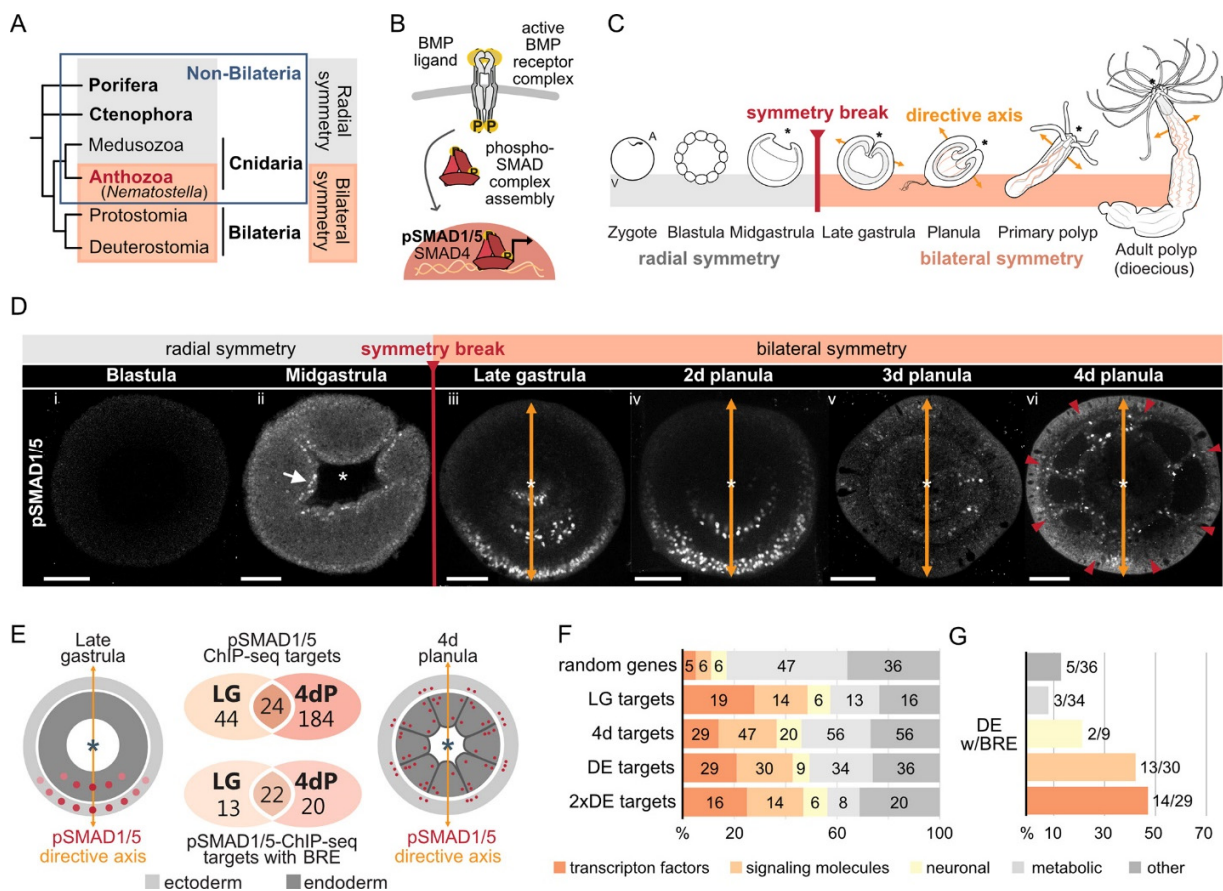 A
Non-Bilateria
Porifera
Ctenophora
Medusozoa
Cnidaria
Anthozoa
(Nematostella)
Protostomia
Bilateria
Deuterostomia
Radial
symmetry
Bilateral
symmetry
B
BMP
ligand
active
BMP
receptor
complex
P P
phospho-
SMAD
complex
assembly
P
pSMAD1/5
SMAD4
P
C
symmetry break
directive axis
A
V
*
*
*
*
*
Zygote
Blastula
Midgastrula
Late gastrula
Planula
Primary polyp
Adult polyp
(dioecious)
radial symmetry
bilateral symmetry
D
radial symmetry
symmetry break
bilateral symmetry
Blastula
Midgastrula
Late gastrula
2d planula
3d planula
4d planula
pSMAD1/5
i
ii
iii
iv
v
vi
*
*
*
*
*
E
Late
gastrula
*
pSMAD1/5
directive axis
pSMAD1/5
ChIP-seq targets
LG
44
24
4dP
184
LG
13
22
4dP
20
pSMAD1/5-ChIP-seq
targets with BRE
4d
planula
*
pSMAD1/5
directive axis
ectoderm
endoderm
F
random genes 5 6 6 47 36
LG targets 19 14 6 13 16
4d targets 29 47 20 56 56
DE targets 29 30 9 34 36
2xDE targets 16 14 6 8 20
% 20 60 100
G
DE
w/BRE
5/36
3/34
2/9
13/30
14/29
% 10 30 50 70
transcripton factors
signaling molecules
neuronal
metabolic
other